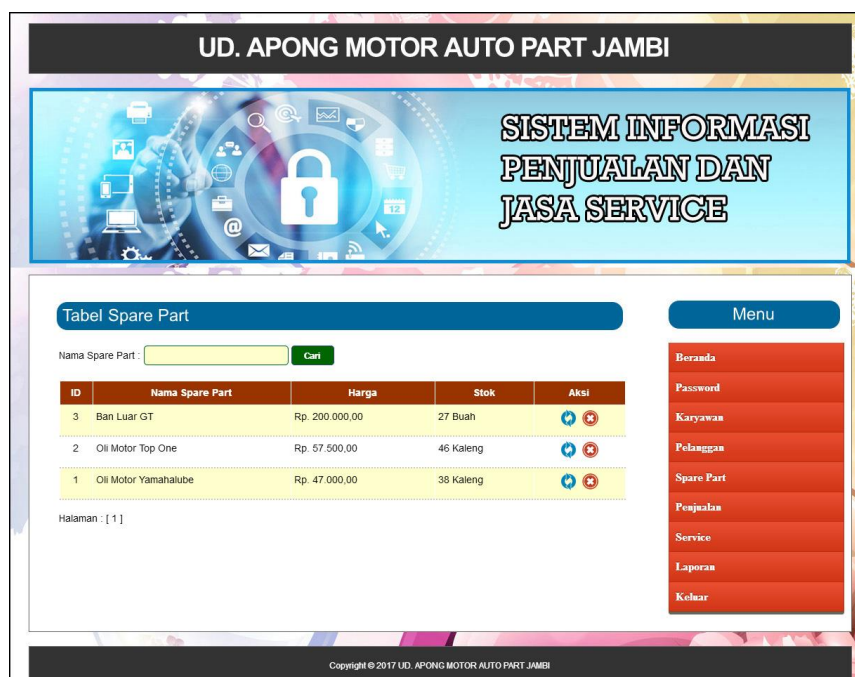 UD. APONG MOTOR AUTO PART JAMBI
SISTEM INFORMASI
PENJUALAN DAN
JASA SERVICE
12
@
Tabel Spare Part
Nama Spare Part :
Cari
ID Nama Spare Part Harga Stok Aksi
3 Ban Luar GT Rp. 200.000,00 27 Buah
2 Oli Motor Top One Rp. 57.500,00 46 Kaleng
1 Oli Motor Yamahalube Rp. 47.000,00 38 Kaleng
Halaman : [ 1 ]
Menu
Beranda
Password
Karyawan
Pelanggan
Spare Part
Penjualan
Service
Laporan
Keluar
Copyright © 2017 UD. APONG MOTOR AUTO PART JAMBI